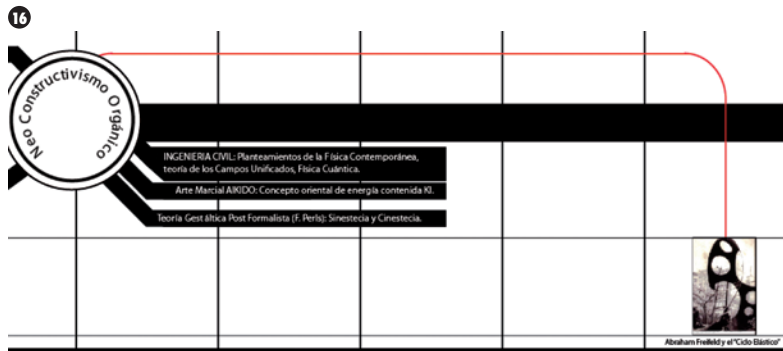 16
Neo Constructivismo Orgánico
INGENIERIA CIVIL: Planteamientos de la Física Contemporánea,
teoría de los Campos Unificados, Física Cuántica.
Arte Marcial AIKIDO: Concepto oriental de energía contenida KI.
Teoría Gestáltica Post Formalista (F. Perls): Sinestecia y Cinestecia.
Abraham Freifeld y el "Ciclo Elástico"